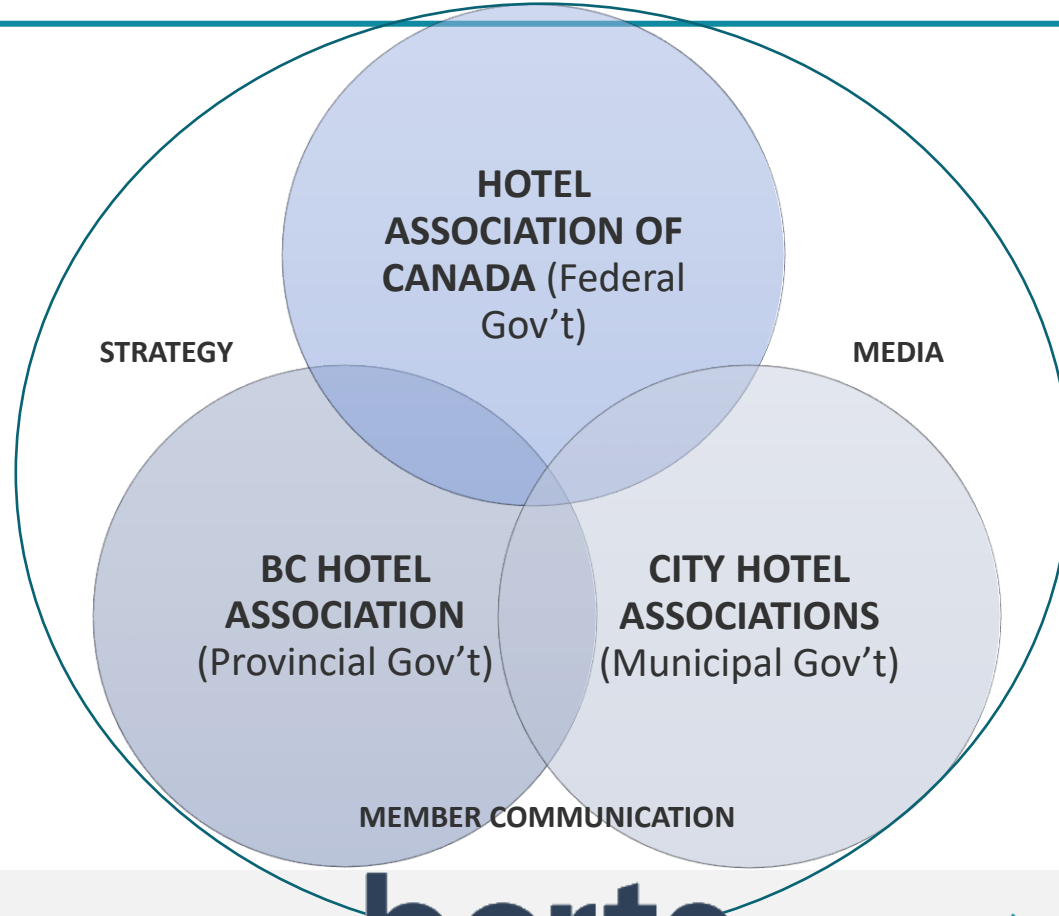 HOTEL
ASSOCIATION OF
CANADA (Federal
Gov’t)
STRATEGY
MEDIA
BC HOTEL
ASSOCIATION
(Provincial Gov’t)
CITY HOTEL
ASSOCIATIONS
(Municipal Gov’t)
MEMBER COMMUNICATION